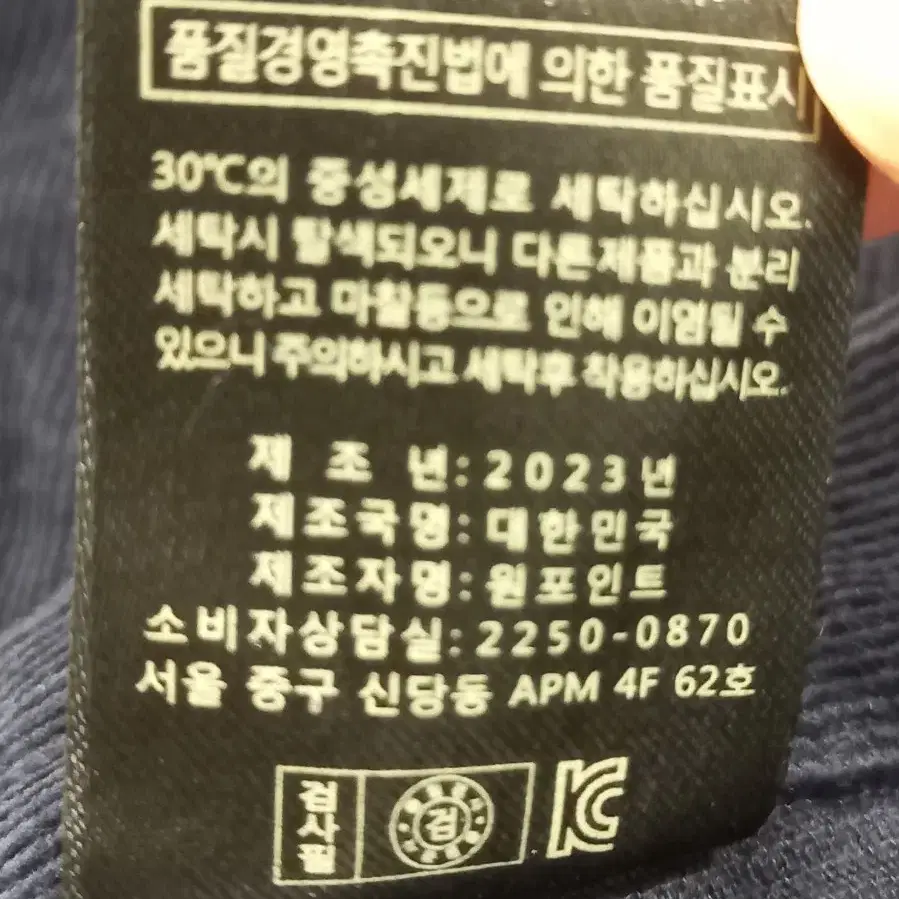 품질경영촉진법에 의한 품질표시
30℃의 중성세제로 세탁하십시오.
세탁시 탈색되오니 다른제품과 분리
세탁하고 마찰등으로 인해 이염될 수
있으니 주의하시고 세탁후 착용하십시오.
제 조 년: 2023년
제조국명: 대한민국
제조자명: 원포인트
소비자상담실: 2250-0870
서울 중구 신당동 APM 4F 62호
검사필
검
KC